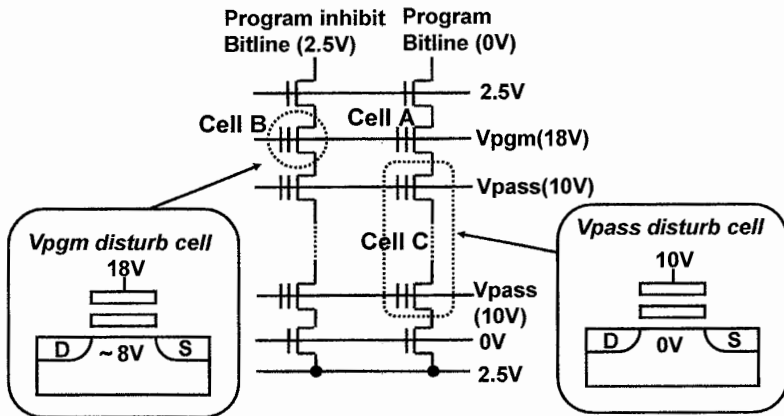 Program inhibit
Bitline (2.5V)
Program
Bitline (0V)
2.5V
Cell B
Cell A
Vpgm(18V)
Vpass(10V)
Vpgm disturb cell
18V
D
~ 8V
S
Cell C
Vpass disturb cell
10V
D
0V
S
Vpass
(10V)
0V
2.5V